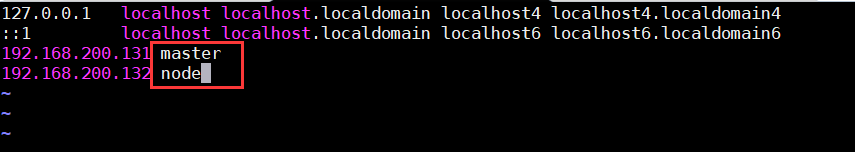 127.0.0.1   localhost localhost.localdomain localhost4 localhost4.localdomain4
::1         localhost localhost.localdomain localhost6 localhost6.localdomain6
192.168.200.131 master
192.168.200.132 node
~
~
~